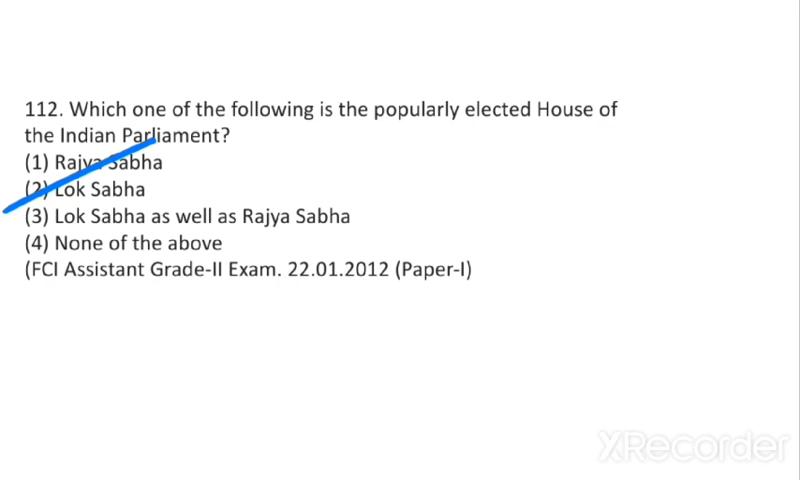 112. Which one of the following is the popularly elected House of
the Indian Parliament?
(1) Rajya Sabha
(2) Lok Sabha
(3) Lok Sabha as well as Rajya Sabha
(4) None of the above
(FCI Assistant Grade-II Exam. 22.01.2012 (Paper-I)
XRecorder